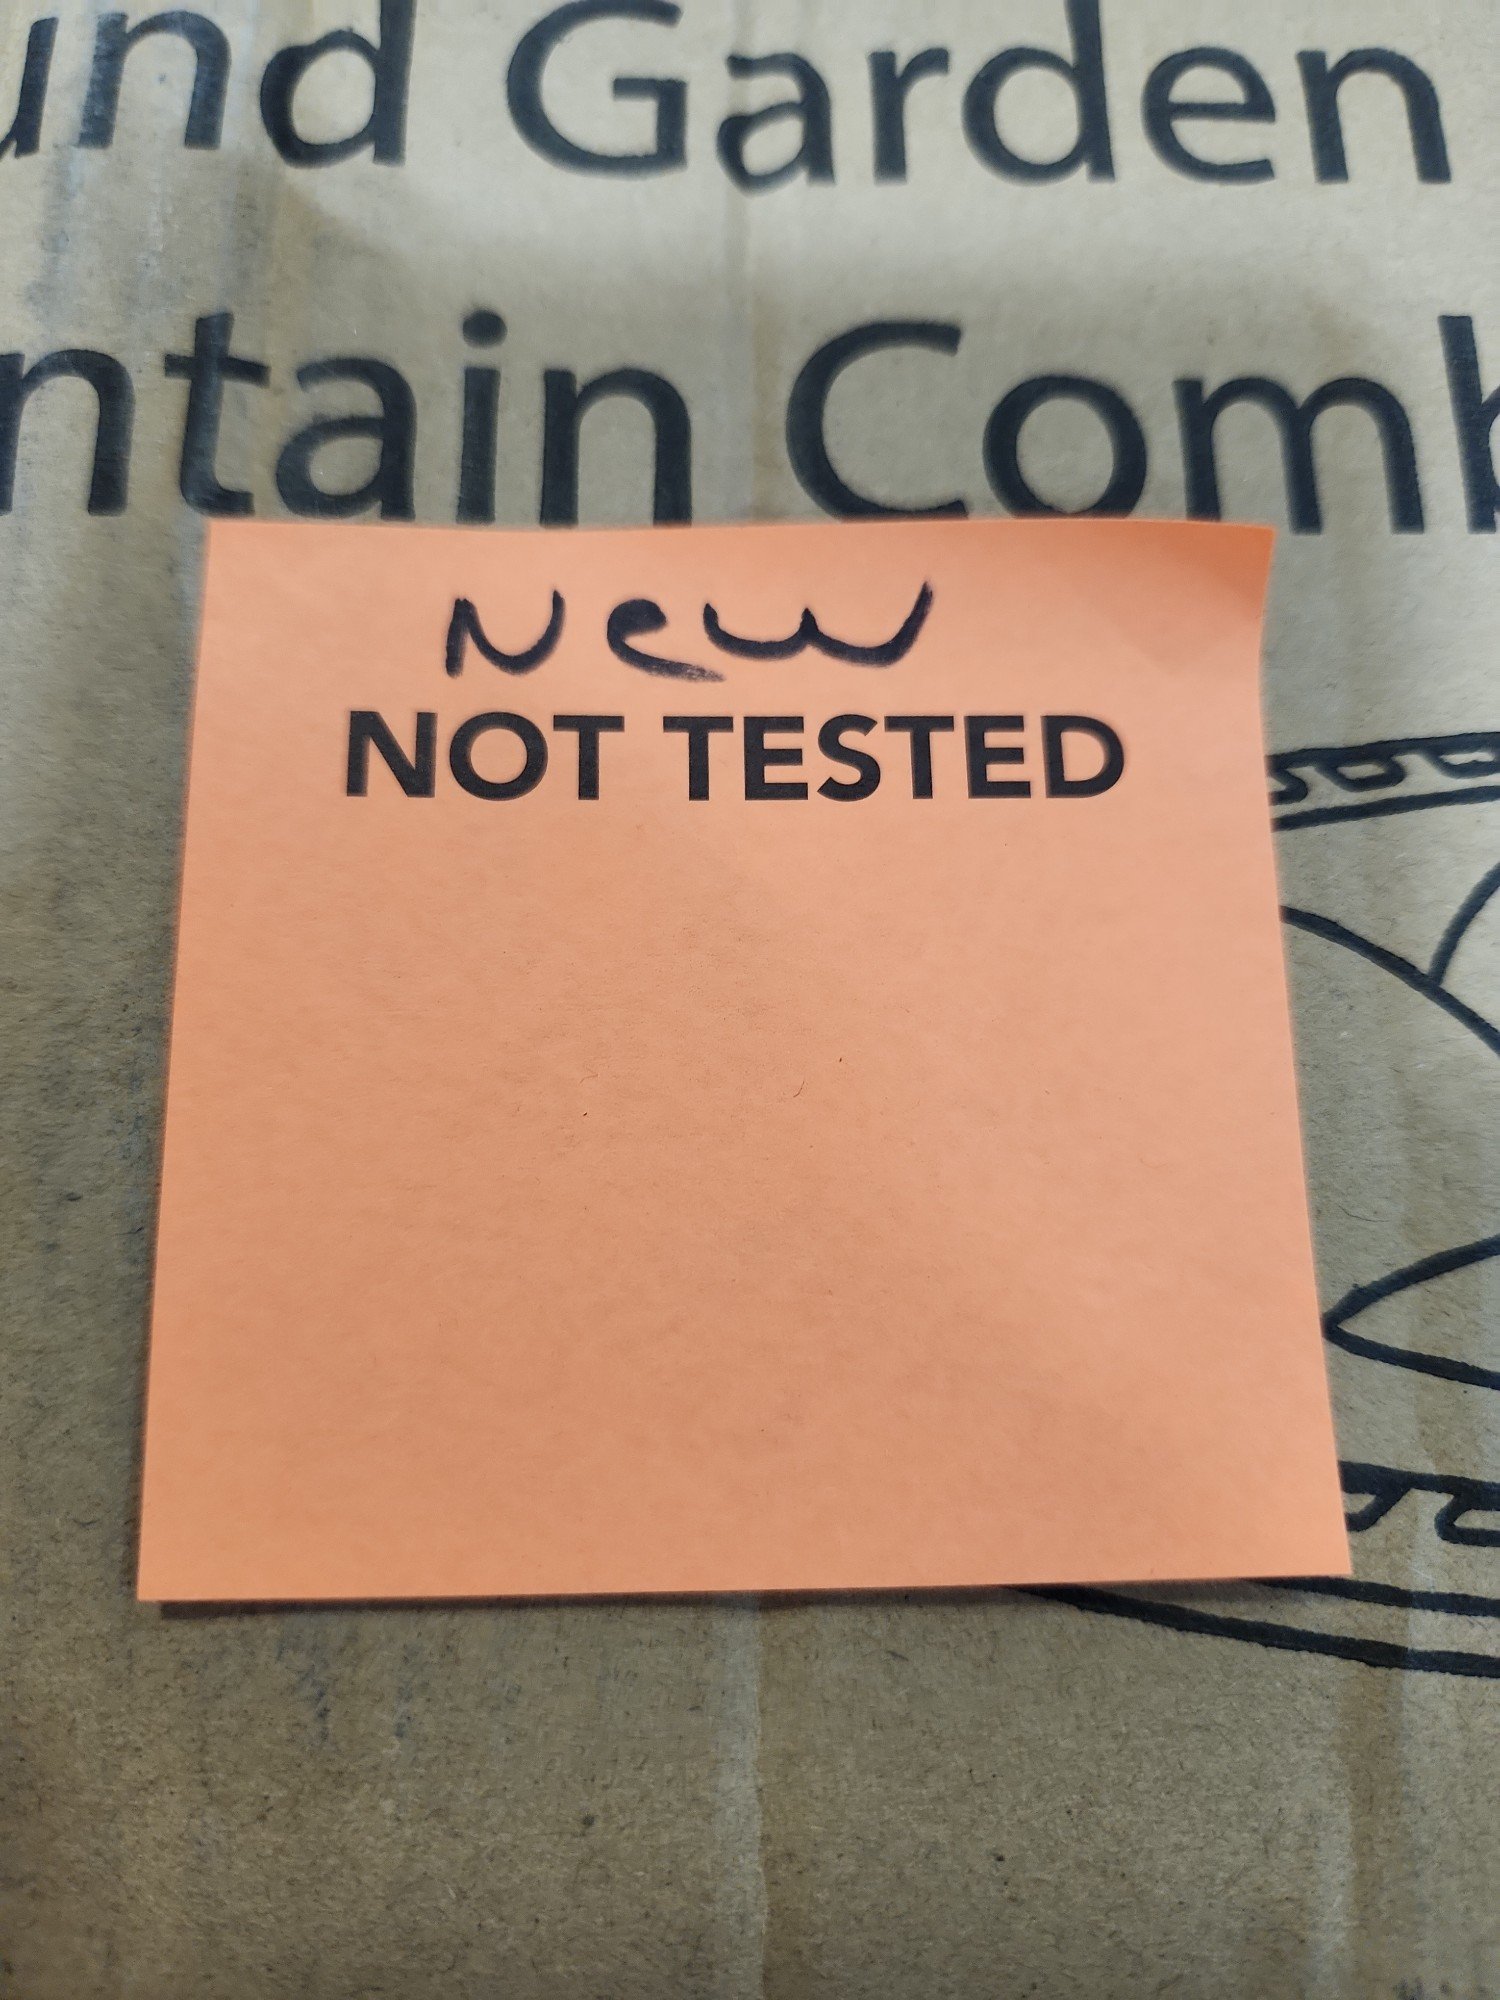 und Garden
ntain Comb
New
NOT TESTED